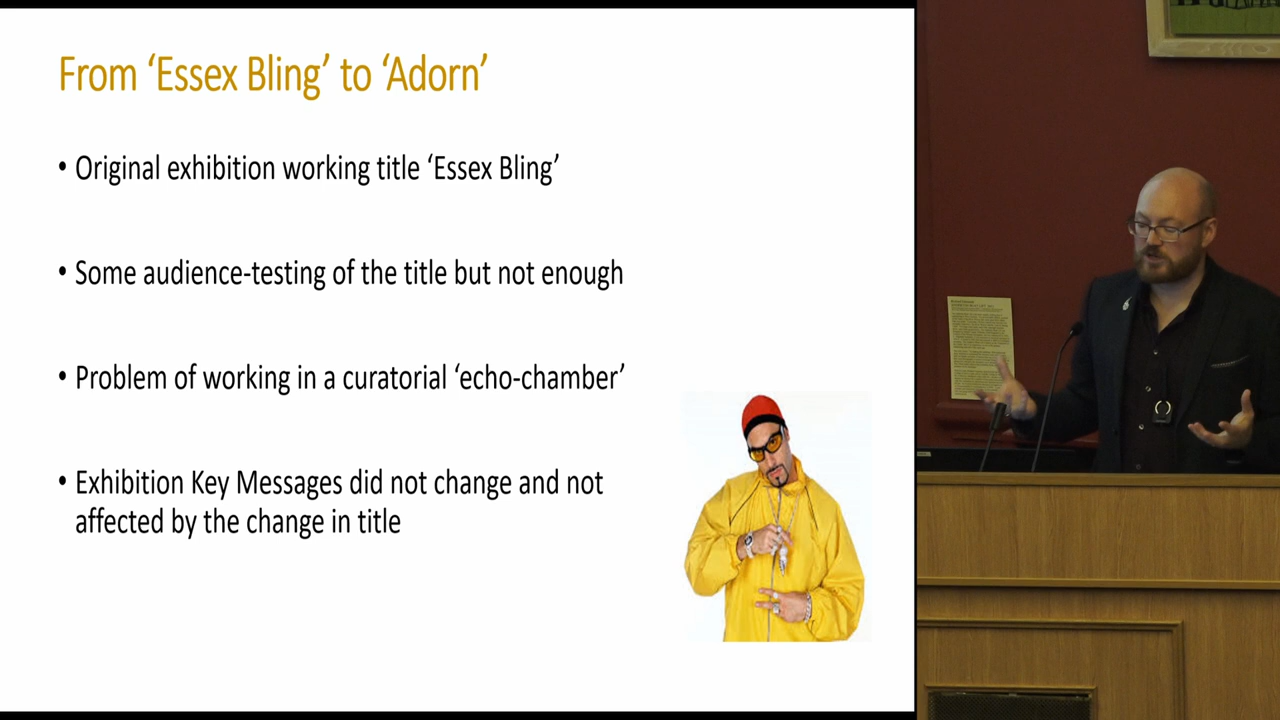 From ‘Essex Bling’ to ‘Adorn’
• Original exhibition working title ‘Essex Bling’
• Some audience-testing of the title but not enough
• Problem of working in a curatorial ‘echo-chamber’
• Exhibition Key Messages did not change and not
affected by the change in title